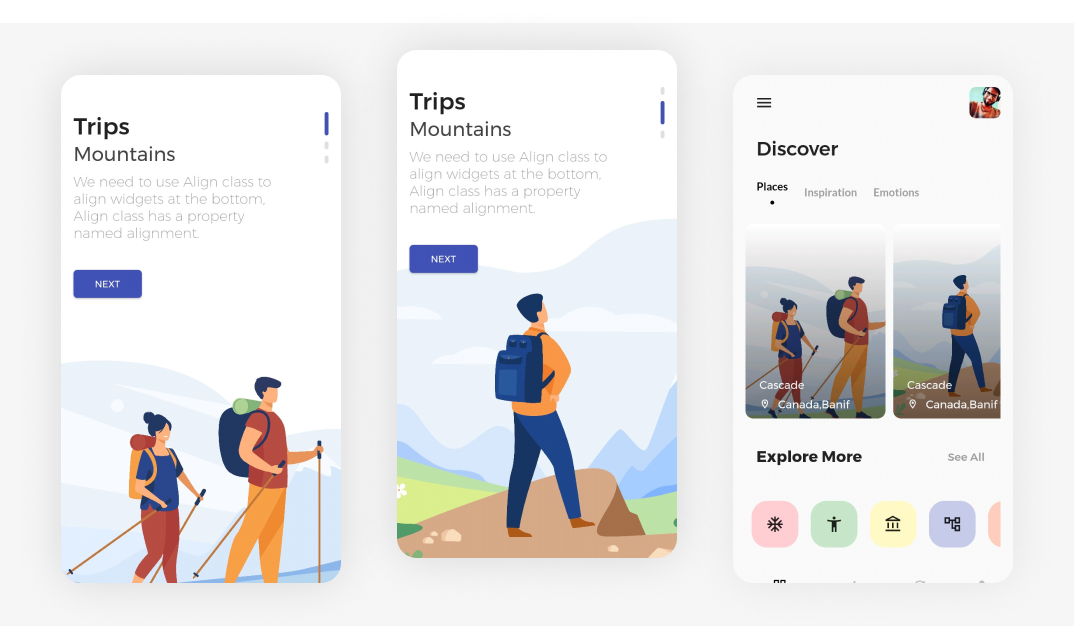 Trips
Mountains
We need to use Align class to
align widgets at the bottom,
Align class has a property
named alignment.
NEXT
Trips
Mountains
We need to use Align class to
align widgets at the bottom,
Align class has a property
named alignment.
NEXT
Discover
Places Inspiration Emotions
Cascade
Canada,Banif
Cascade
Canada,Banif
Explore More See All